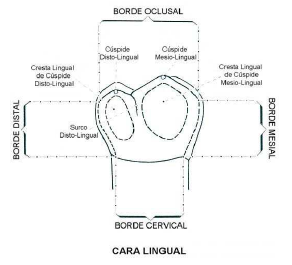 BORDE OCLUSAL
Cúspide
Disto-Lingual
Cúspide
Mesio-Lingual
Cresta Lingual
de Cúspide
Disto-Lingual
Cresta Lingual
de Cúspide
Mesio-Lingual
BORDE DISTAL
Surco
Disto-Lingual
BORDE MESIAL
BORDE CERVICAL
CARA LINGUAL